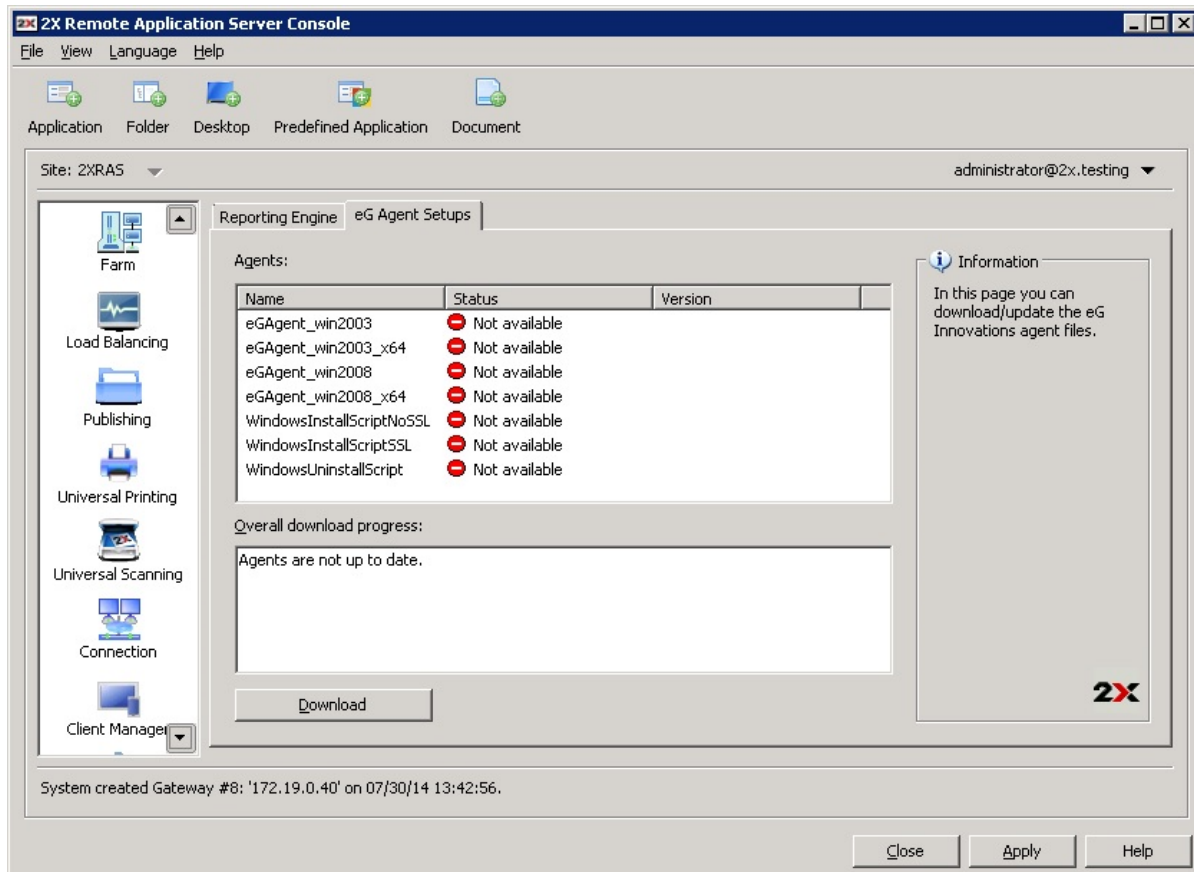 2X 2X Remote Application Server Console
File View Language Help
Application Folder Desktop Predefined Application Document
Site: 2XRAS administrator@2x.testing
Farm
Load Balancing
Publishing
Universal Printing
2X
Universal Scanning
Connection
Client Manager
Reporting Engine eG Agent Setups
Agents:
Name Status Version
eGAgent_win2003 Not available
eGAgent_win2003_x64 Not available
eGAgent_win2008 Not available
eGAgent_win2008_x64 Not available
WindowsInstallScriptNoSSL Not available
WindowsInstallScriptSSL Not available
WindowsUninstallScript Not available
Overall download progress:
Agents are not up to date.
Download
Information
In this page you can
download/update the eG
Innovations agent files.
2X
System created Gateway #8: '172.19.0.40' on 07/30/14 13:42:56.
Close Apply Help